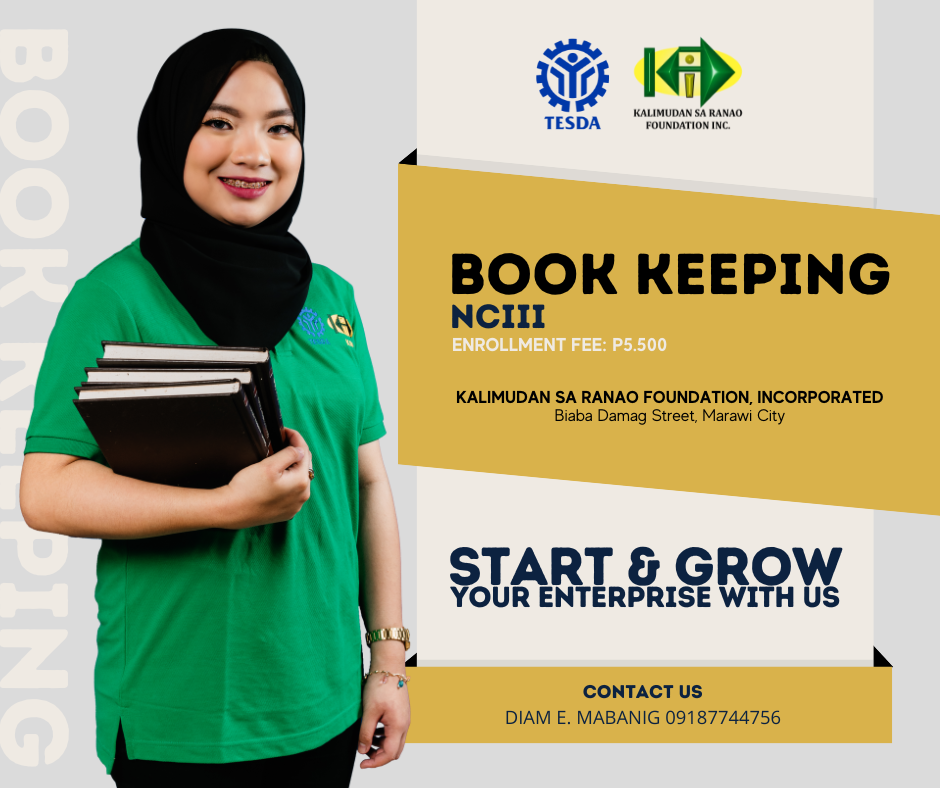 BOOK KEEPING
TESDA
KALIMUDAN SA RANAO
FOUNDATION INC.
BOOK KEEPING
NCIII
ENROLLMENT FEE: P5.500
KALIMUDAN SA RANAO FOUNDATION, INCORPORATED
Biaba Damag Street, Marawi City
START & GROW
YOUR ENTERPRISE WITH US
CONTACT US
DIAM E. MABANIG 09187744756